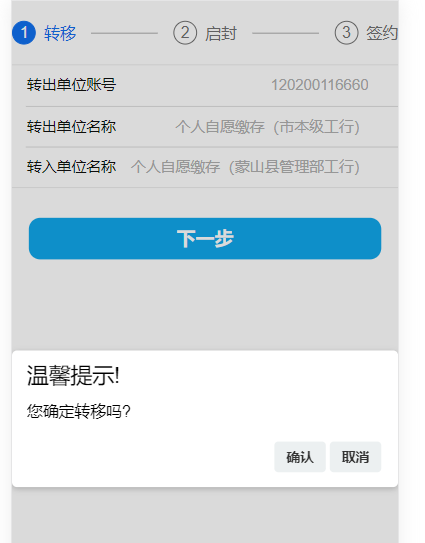 1 转移 2 启封 3 签约
转出单位账号 120200116660
转出单位名称 个人自愿缴存（市本级工行）
转入单位名称 个人自愿缴存（蒙山县管理部工行）
下一步
温馨提示!
您确定转移吗?
确认 取消